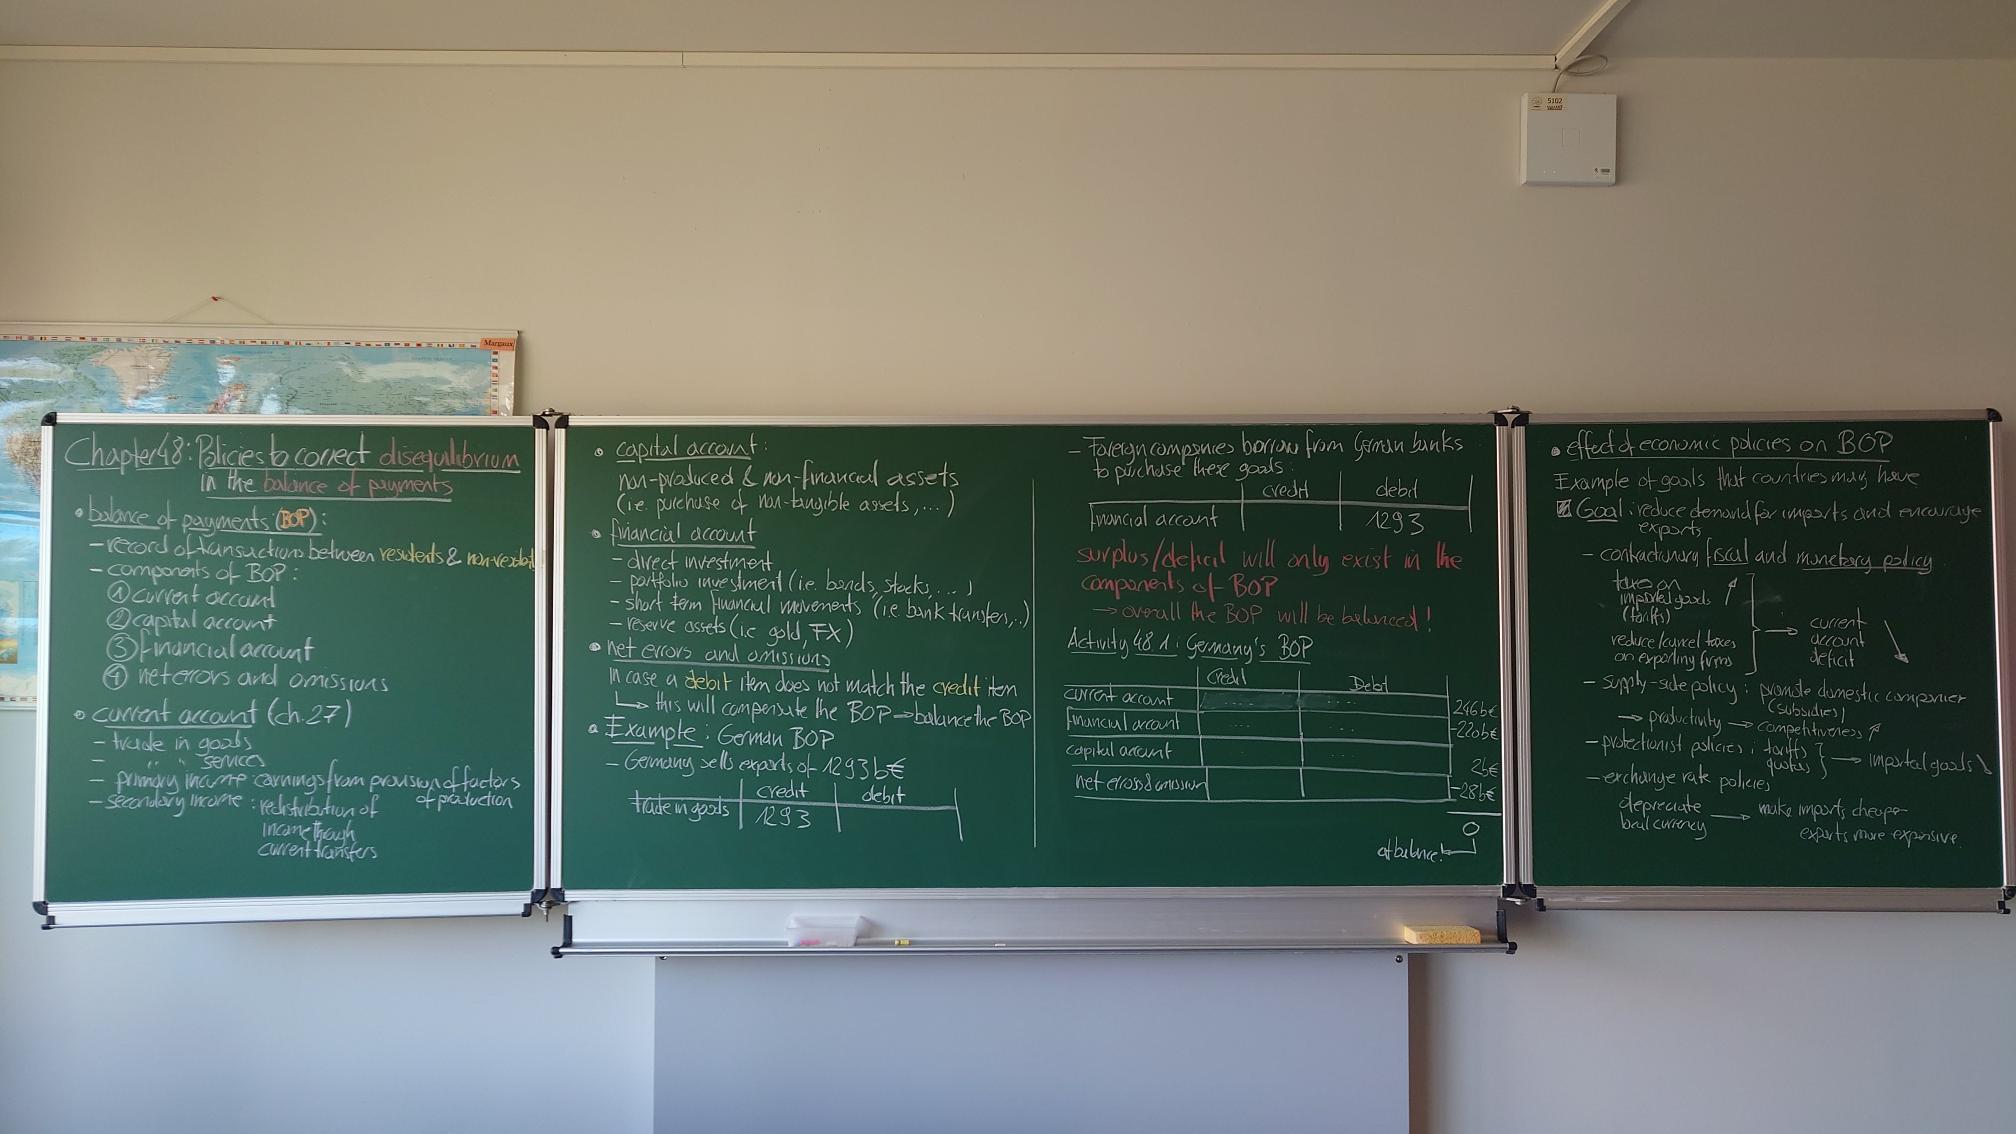 5102
Margaux
Chapter 48: Policies to correct disequilibrium
in the balance of payments
• balance of payments (BOP):
– record of transactions between residents &
– components of BOP:
① current account
② capital account
③ financial account
④ net errors and omissions
• current account (ch. 27)
– trade in goods
– " " services
– primary income: earnings from provision of factors
of production
– secondary income: redistribution of
income through
current transfers
• capital account:
non-produced & non-financial assets
(i.e. purchase of non-tangible assets, ...)
• financial account
– direct investment
– portfolio investment (i.e. bonds, stocks, ...)
– short term financial movements (i.e. bank transfers, ..)
– reserve assets (i.e. gold, FX)
• net errors and omissions
In case a debit item does not match the credit item
↳ this will compensate the BOP → balance the BOP
• Example: German BOP
– Germany sells exports of 1293b€
credit debit
trade in goods 1293
– Foreign companies borrow from German banks
to purchase these goods:
credit debit
financial account 1293
surplus/deficit will only exist in the
components of BOP
→ overall the BOP will be balanced!
Activity 48.1: Germany's BOP
Credit Debit
current account ... ... 246b€
financial account ... ... -220b€
capital account ... ... 2b€
net errors & omission -28b€
0
at balance!
• effect of economic policies on BOP
Example of goals that countries may have
Goal: reduce demand for imports and encourage
exports
– contractionary fiscal and monetary policy
taxes on
imported goods ↗
(tariffs)
reduce/cancel taxes
on exporting firms
→ current
account
deficit ↘
– supply-side policy: promote domestic companies
(subsidies)
→ productivity → competitiveness ↗
– protectionist policies: tariffs
quotas } → imported goods ↘
– exchange rate policies
depreciate
local currency → make imports cheaper
exports more expensive.